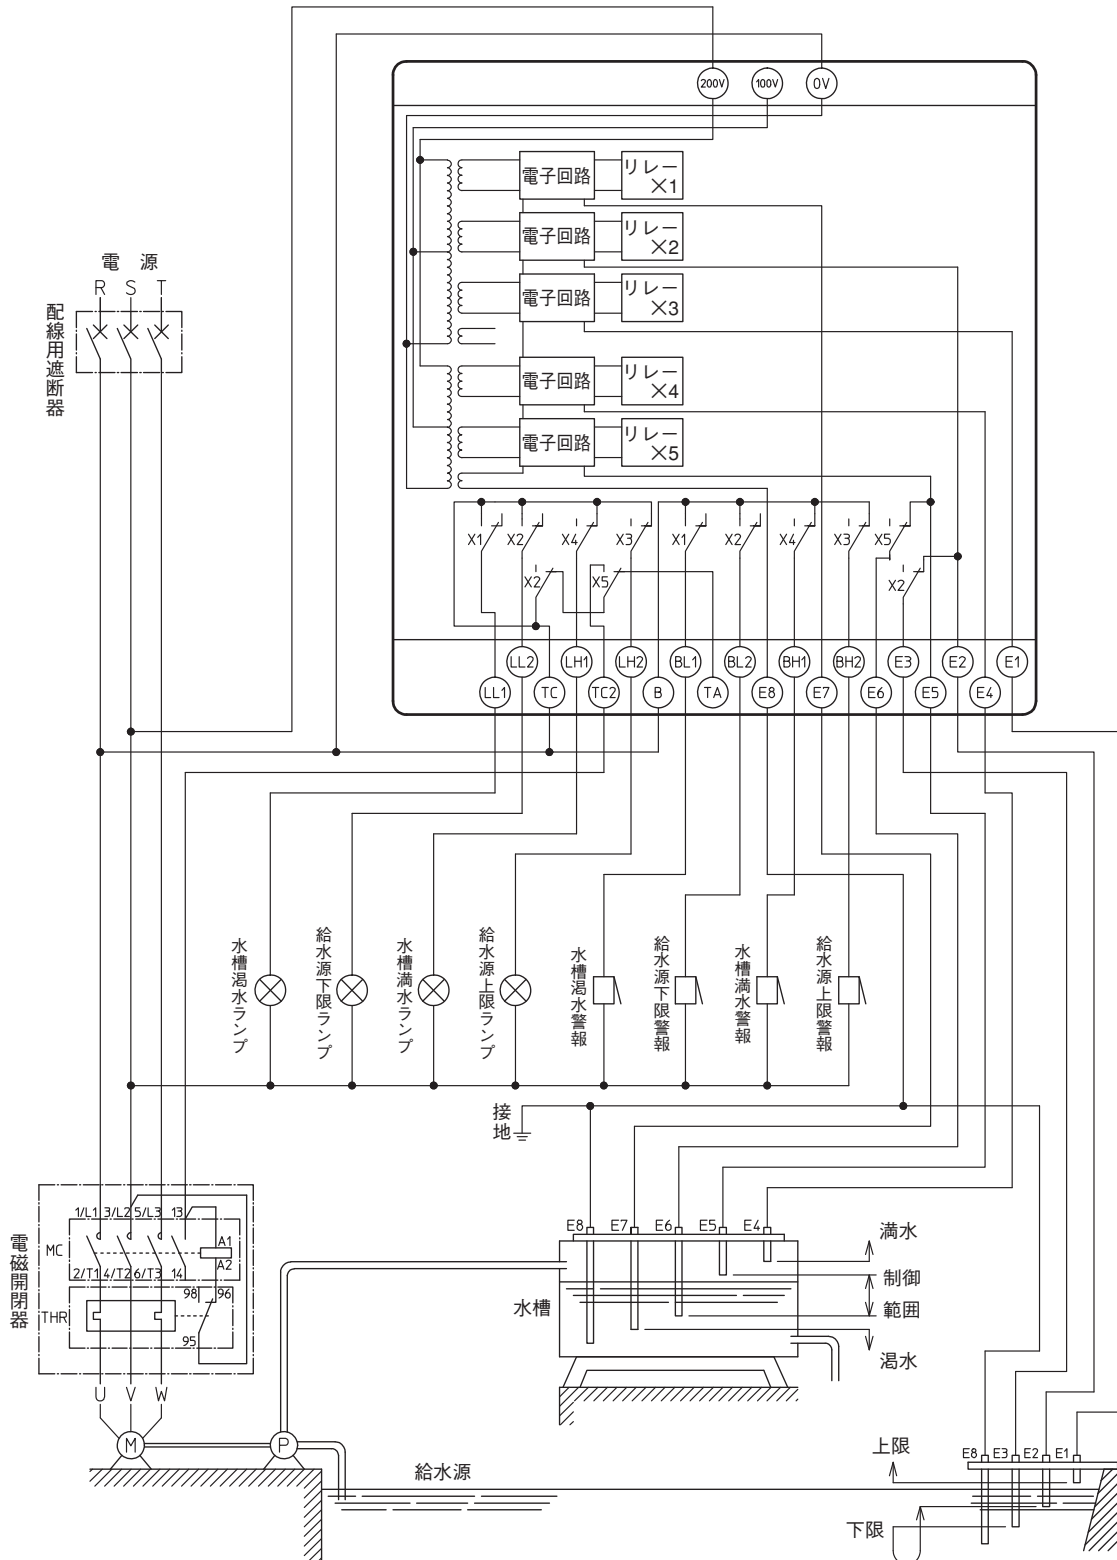 200V 100V 0V
電子回路 リレー X1
電子回路 リレー X2
電子回路 リレー X3
電子回路 リレー X4
電子回路 リレー X5
電源
R S T
配線用遮断器
X1 X2 X4 X3 X1 X2 X4 X3 X5
X2 X5 X2
LL2 LH1 LH2 BL1 BL2 BH1 BH2 E3 E2 E1
LL1 TC TC2 B TA E8 E7 E6 E5 E4
水槽渇水ランプ
給水源下限ランプ
水槽満水ランプ
給水源上限ランプ
水槽渇水警報
給水源下限警報
水槽満水警報
給水源上限警報
接地
電磁開閉器
1/L1 3/L2 5/L3 13
MC
A1
A2
2/T1 4/T2 6/T3 14
98 96
THR
95
U V W
M
P
E8 E7 E6 E5 E4
満水
制御
範囲
渇水
水槽
給水源
上限
E8 E3 E2 E1
下限